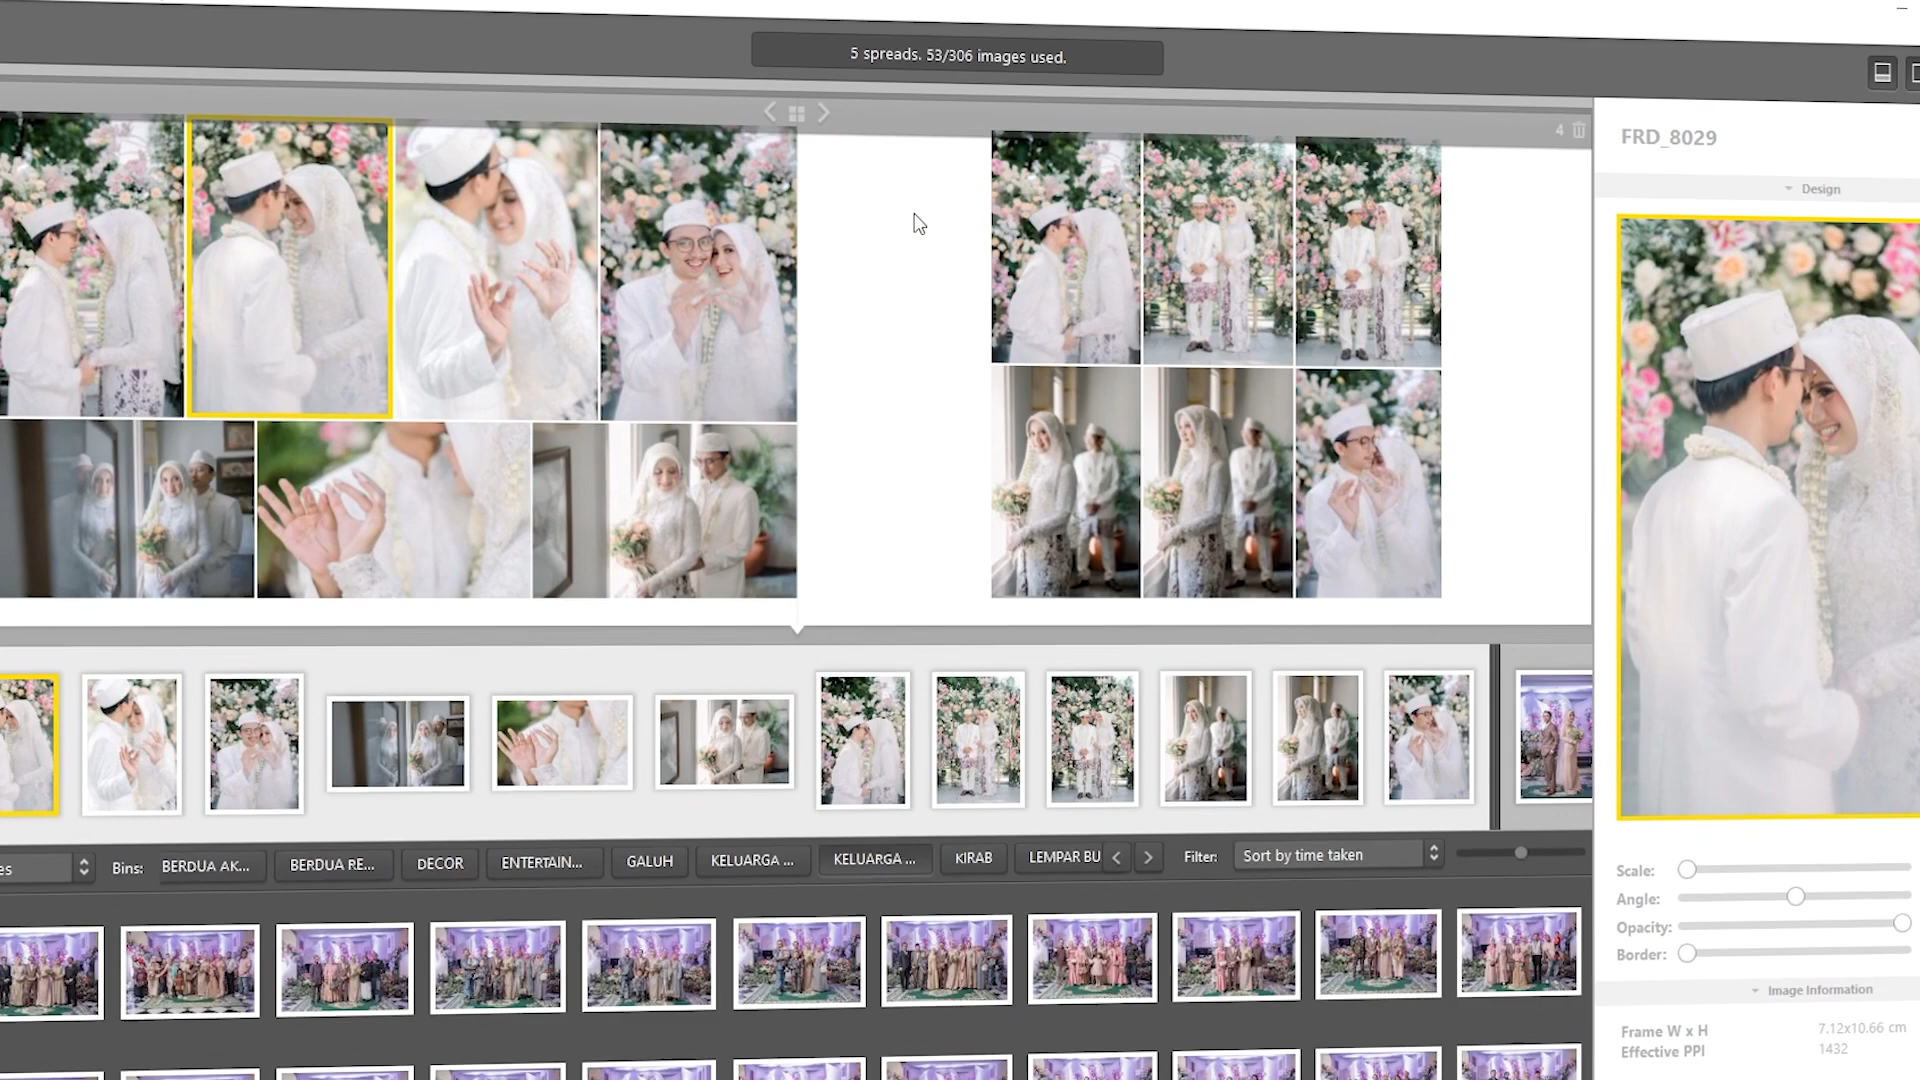 5 spreads. 53/306 images used.
4
FRD_8029
Design
es
Bins:
BERDUA AK...
BERDUA RE...
DECOR
ENTERTAIN...
GALUH
KELUARGA ...
KELUARGA ...
KIRAB
LEMPAR BU
Filter:
Sort by time taken
Scale:
Angle:
Opacity:
Border:
Image Information
Frame W x H 7.12x10.66 cm
Effective PPI 1432